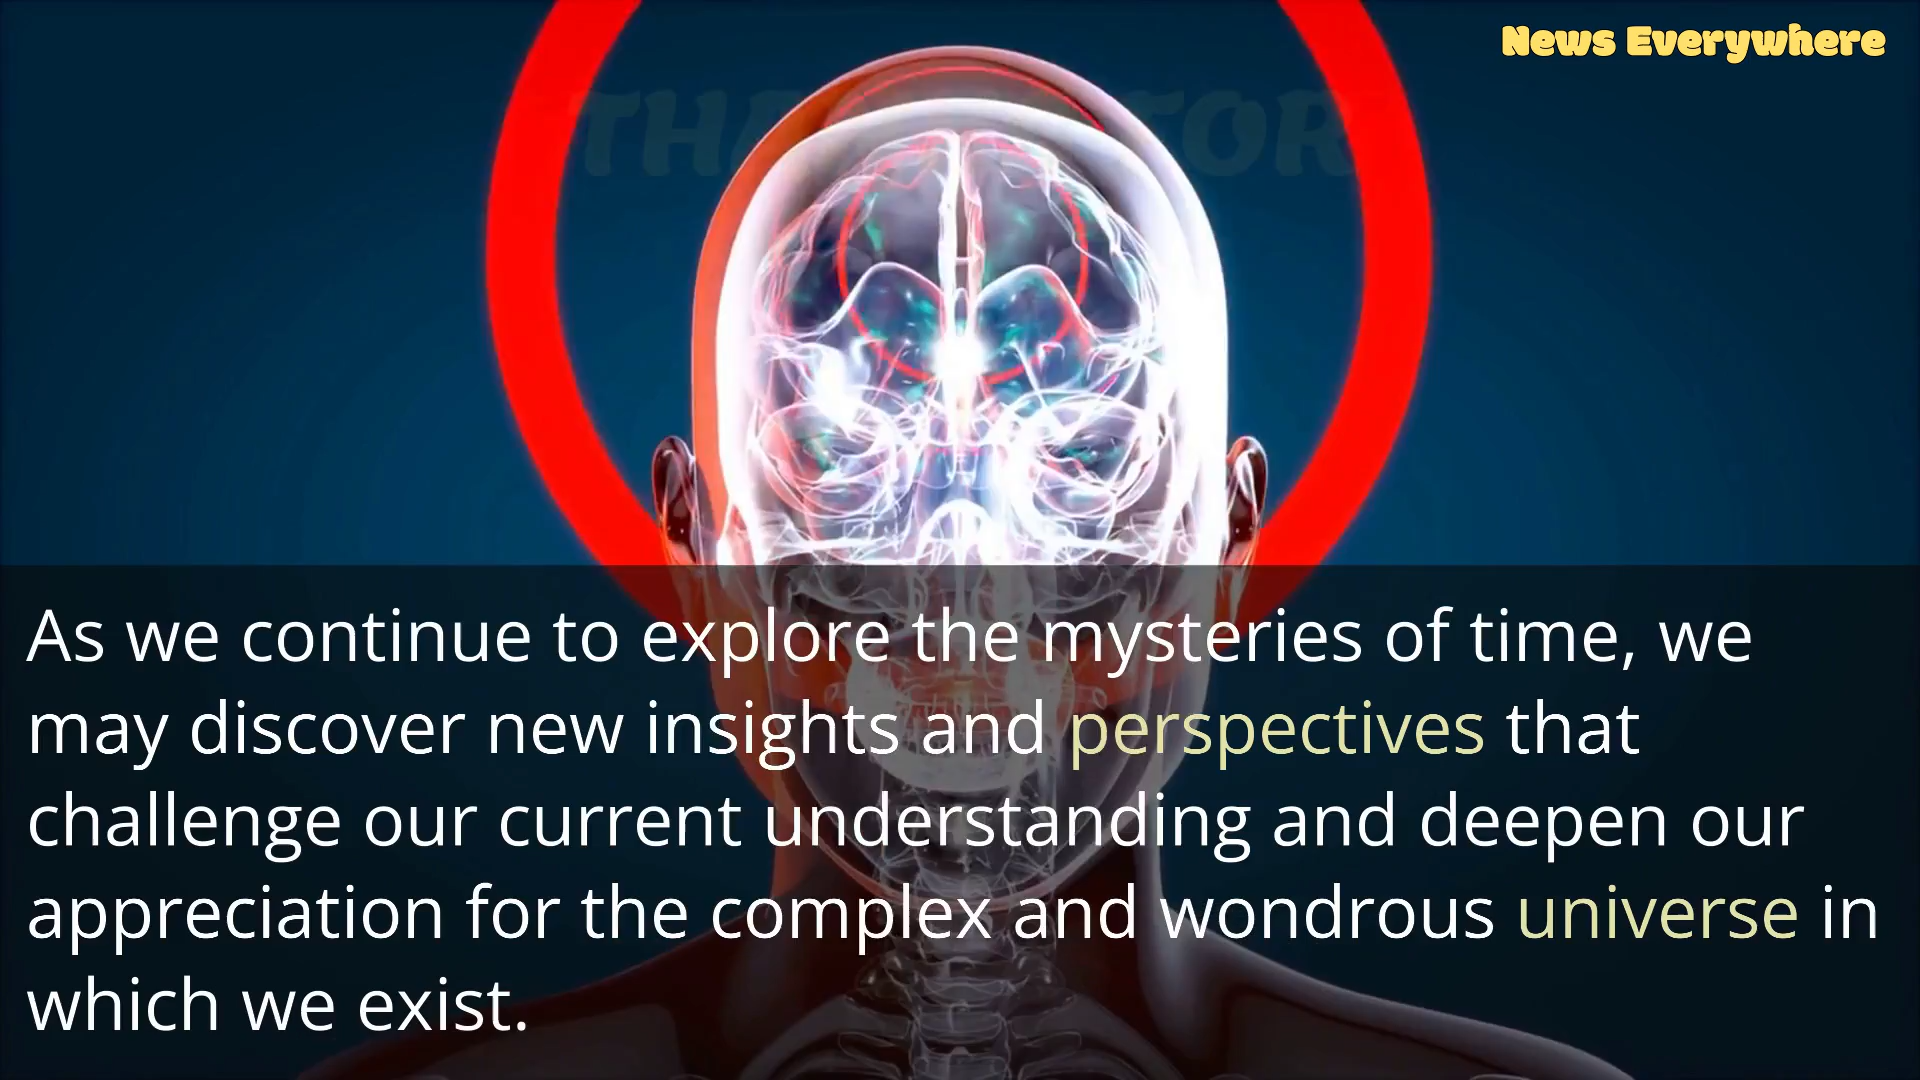 News Everywhere
As we continue to explore the mysteries of time, we
may discover new insights and perspectives that
challenge our current understanding and deepen our
appreciation for the complex and wondrous universe in
which we exist.